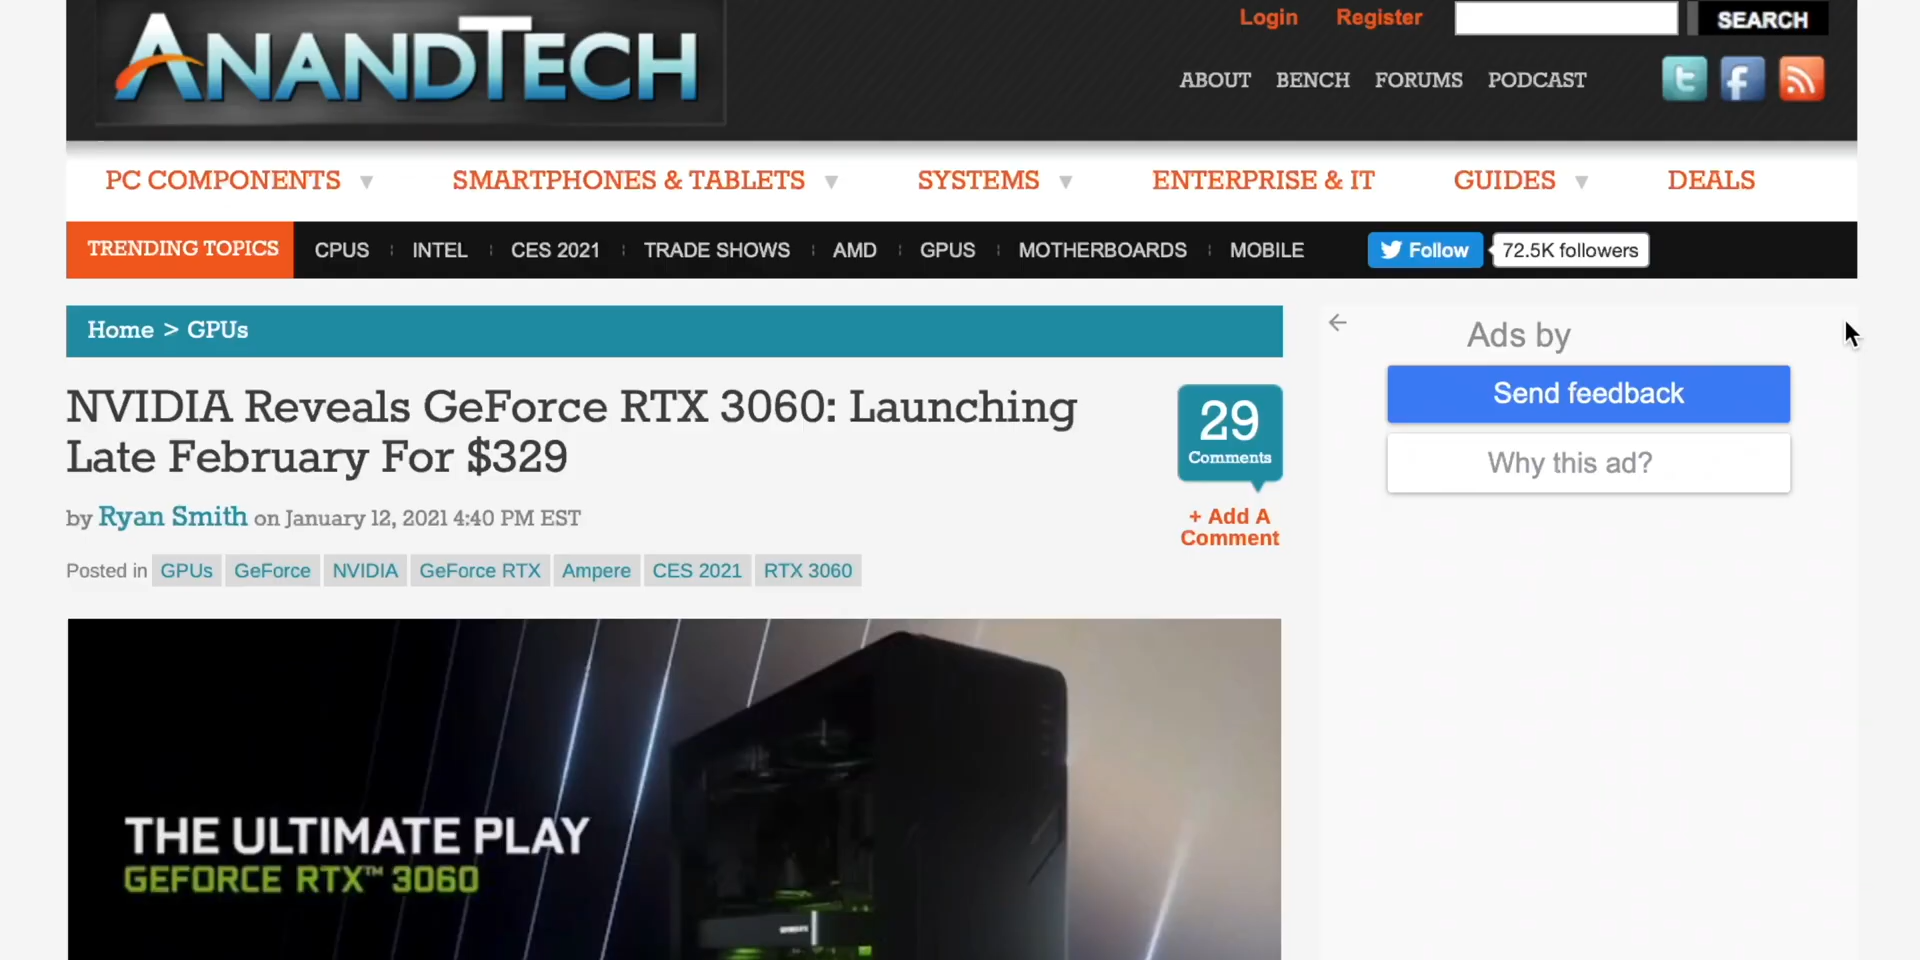 ANANDTECH
Login Register SEARCH
ABOUT BENCH FORUMS PODCAST
PC COMPONENTS SMARTPHONES & TABLETS SYSTEMS ENTERPRISE & IT GUIDES DEALS
TRENDING TOPICS CPUS INTEL CES 2021 TRADE SHOWS AMD GPUS MOTHERBOARDS MOBILE Follow 72.5K followers
Home > GPUs
NVIDIA Reveals GeForce RTX 3060: Launching
Late February For $329
by Ryan Smith on January 12, 2021 4:40 PM EST
Posted in GPUs GeForce NVIDIA GeForce RTX Ampere CES 2021 RTX 3060
29
Comments
+ Add A
Comment
Ads by
Send feedback
Why this ad?
THE ULTIMATE PLAY
GEFORCE RTX™ 3060